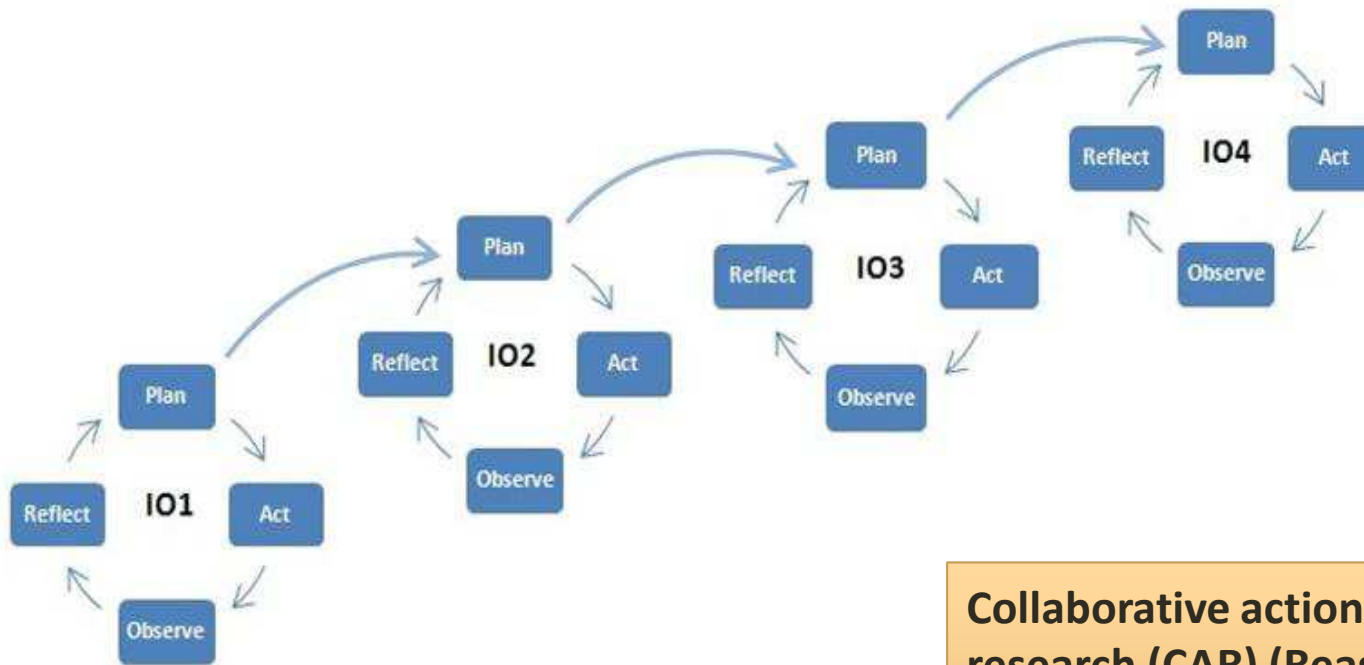 Plan
Reflect
IO4
Act
Observe
Plan
Reflect
IO3
Act
Observe
Plan
Reflect
IO2
Act
Observe
Plan
Reflect
IO1
Act
Observe
Collaborative action
research (CAR)